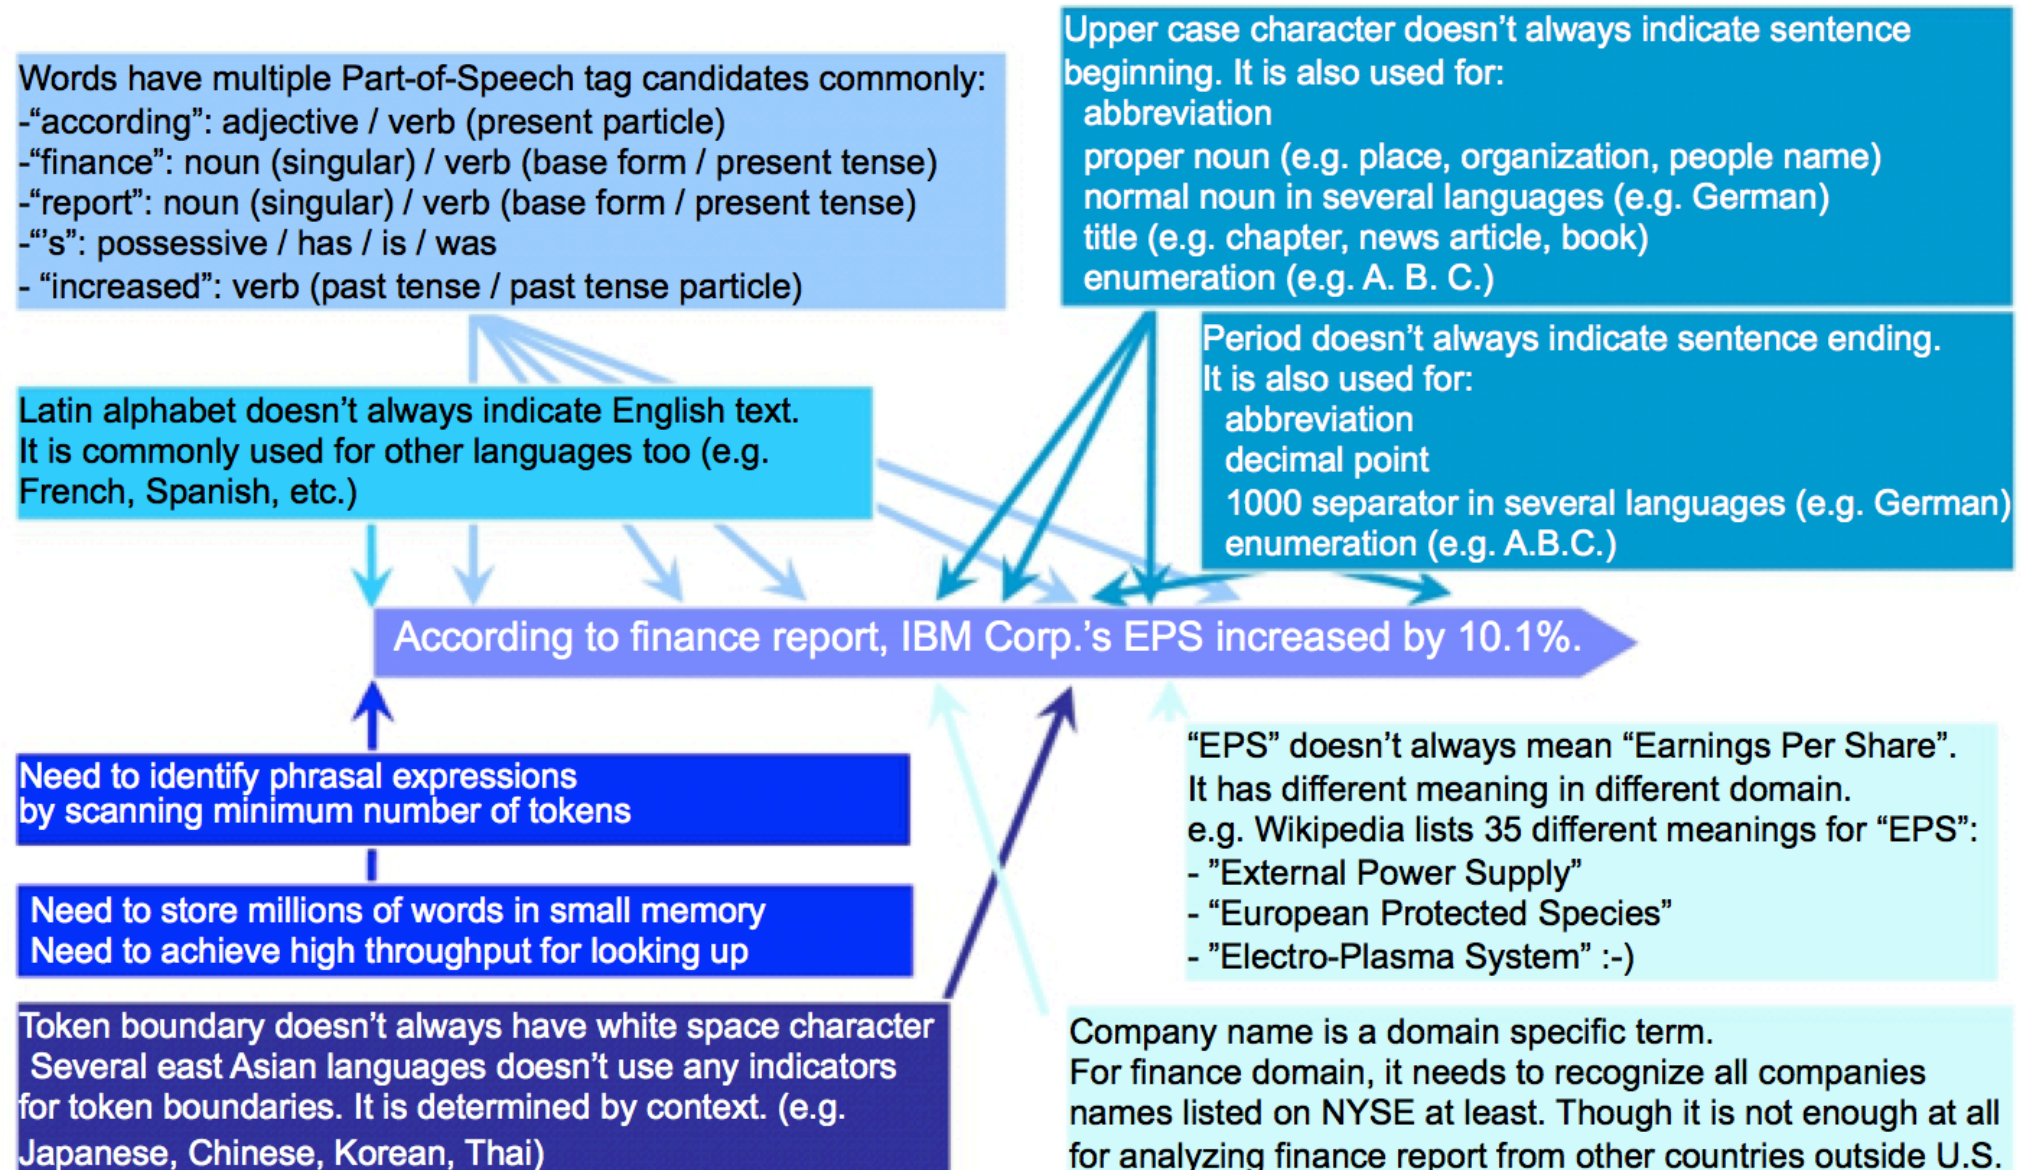 Words have multiple Part-of-Speech tag candidates commonly:
-“according”: adjective / verb (present particle)
-“finance”: noun (singular) / verb (base form / present tense)
-“report”: noun (singular) / verb (base form / present tense)
-“’s”: possessive / has / is / was
- “increased”: verb (past tense / past tense particle)
Upper case character doesn’t always indicate sentence
beginning. It is also used for:
abbreviation
proper noun (e.g. place, organization, people name)
normal noun in several languages (e.g. German)
title (e.g. chapter, news article, book)
enumeration (e.g. A. B. C.)
Period doesn’t always indicate sentence ending.
It is also used for:
abbreviation
decimal point
1000 separator in several languages (e.g. German)
enumeration (e.g. A.B.C.)
Latin alphabet doesn’t always indicate English text.
It is commonly used for other languages too (e.g.
French, Spanish, etc.)
According to finance report, IBM Corp.’s EPS increased by 10.1%.
Need to identify phrasal expressions
by scanning minimum number of tokens
Need to store millions of words in small memory
Need to achieve high throughput for looking up
Token boundary doesn’t always have white space character
Several east Asian languages doesn’t use any indicators
for token boundaries. It is determined by context. (e.g.
Japanese, Chinese, Korean, Thai)
“EPS” doesn’t always mean “Earnings Per Share”.
It has different meaning in different domain.
e.g. Wikipedia lists 35 different meanings for “EPS”:
- ”External Power Supply”
- “European Protected Species”
- ”Electro-Plasma System” :-)
Company name is a domain specific term.
For finance domain, it needs to recognize all companies
names listed on NYSE at least. Though it is not enough at all
for analyzing finance report from other countries outside U.S.